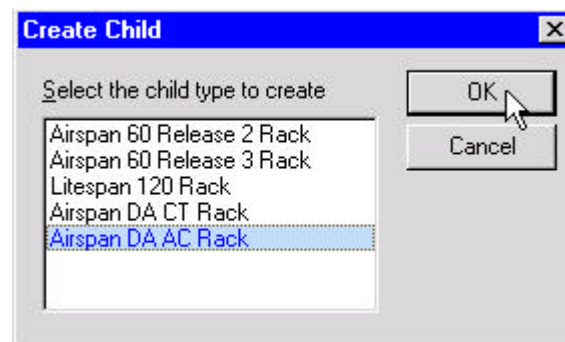 Create Child
Select the child type to create
OK
Cancel
Airspan 60 Release 2 Rack
Airspan 60 Release 3 Rack
Litespan 120 Rack
Airspan DA CT Rack
Airspan DA AC Rack